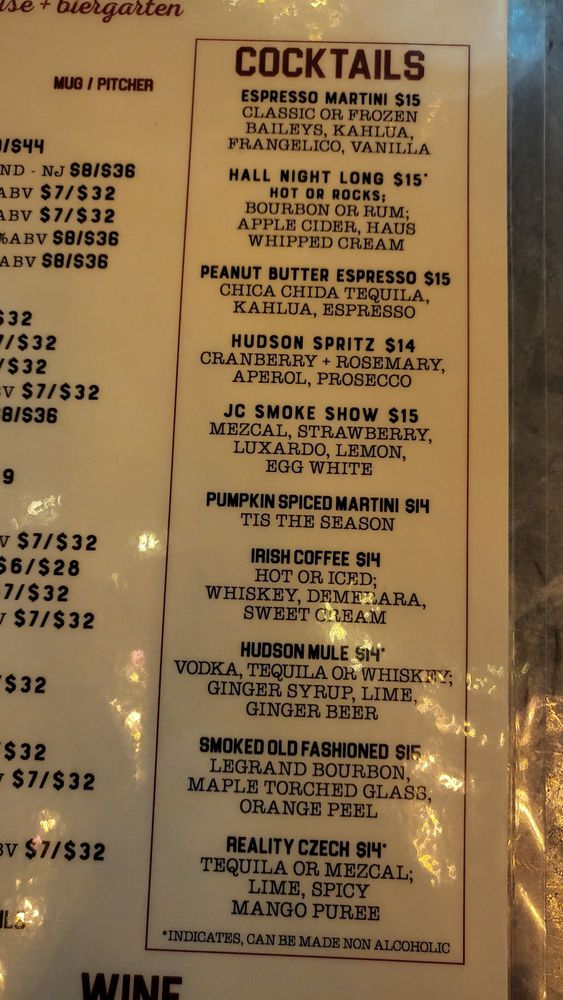 + biergarten
MUG / PITCHER
/$44
ND - NJ $8/$36
ABV $7/$32
ABV $7/$32
%ABV $8/$36
ABV $8/$36
$32
/$32
/$32
$7/$32
8/$36
9
V $7/$32
$6/$28
7/$32
$7/$32
/$32
/$32
$7/$32
BV $7/$32
COCKTAILS
ESPRESSO MARTINI $15
CLASSIC OR FROZEN
BAILEYS, KAHLUA,
FRANGELICO, VANILLA
HALL NIGHT LONG $15*
HOT OR ROCKS;
BOURBON OR RUM;
APPLE CIDER, HAUS
WHIPPED CREAM
PEANUT BUTTER ESPRESSO $15
CHICA CHIDA TEQUILA,
KAHLUA, ESPRESSO
HUDSON SPRITZ $14
CRANBERRY + ROSEMARY,
APEROL, PROSECCO
JC SMOKE SHOW $15
MEZCAL, STRAWBERRY,
LUXARDO, LEMON,
EGG WHITE
PUMPKIN SPICED MARTINI $14
TIS THE SEASON
IRISH COFFEE $14
HOT OR ICED;
WHISKEY, DEMERARA,
SWEET CREAM
HUDSON MULE $14*
VODKA, TEQUILA OR WHISKEY;
GINGER SYRUP, LIME,
GINGER BEER
SMOKED OLD FASHIONED $15
LEGRAND BOURBON,
MAPLE TORCHED GLASS,
ORANGE PEEL
REALITY CZECH $14*
TEQUILA OR MEZCAL;
LIME, SPICY
MANGO PUREE
*INDICATES, CAN BE MADE NON ALCOHOLIC
WINE